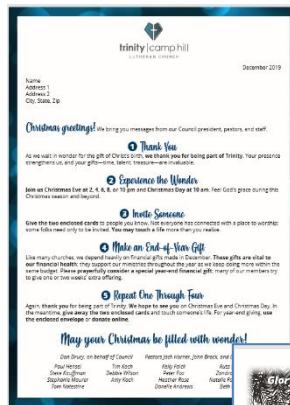 trinity | camp hill
LUTHERAN CHURCH
December 2019
Name
Address 1
Address 2
City, State, Zip
Christmas greetings! We bring you messages from our Council president, pastors, and staff.
1 Thank You
As we wait in wonder for the gift of Christ's birth, we thank you for being part of Trinity. Your presence
strengthens us, and your gifts—time, talent, treasure—are invaluable.
2 Experience the Wonder
Join us Christmas Eve at 2, 4, 6, 8, or 10 pm and Christmas Day at 10 am. Feel God's grace during this
Christmas season and beyond.
3 Invite Someone
Give the two enclosed cards to people you know. Not everyone has connected with a place to worship;
some folks need only to be invited. You may touch a life more than you realize.
4 Make an End-of-Year Gift
Like many churches, we depend heavily on financial gifts made in December. These gifts are vital to
our financial health; they support our ministries throughout the year as we keep doing more within the
same budget. Please prayerfully consider a special year-end financial gift; many of our members try
to give one or two weeks' extra offering.
5 Repeat One Through Four
Again, thank you for being part of Trinity. We hope to see you on Christmas Eve and Christmas Day. In
the meantime, give away the two enclosed cards and touch someone's life. For year-end giving, use
the enclosed envelope or donate online.
May your Christmas be filled with wonder!
Don Drury, on behalf of Council Pastors Jack Horner, John Brock, and
Paul Hensel Tim Koch Kelly Falck Russ
Steve Kauffman Debbie Wilson Peter Fox
Stephanie Maurer Amy Koch Heather Rose Natalie
Tom Natestine Danielle Andrews Beth
Glor